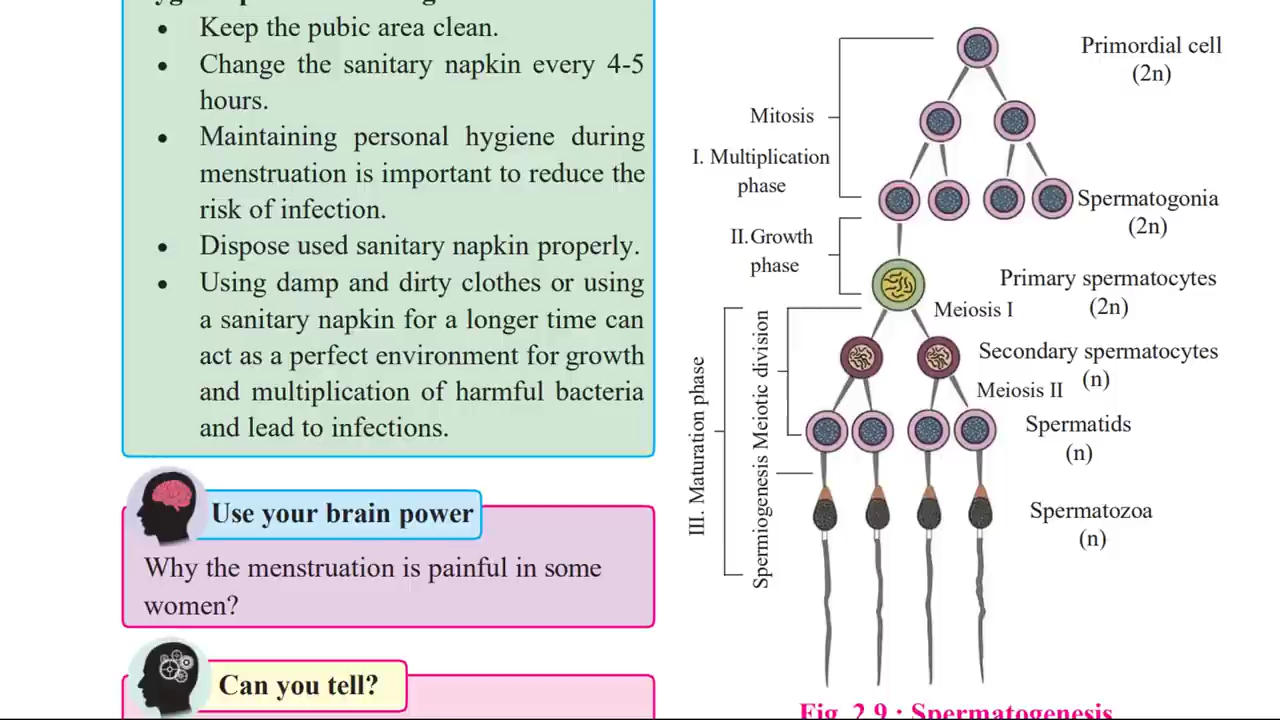 • Keep the pubic area clean.
• Change the sanitary napkin every 4-5
hours.
• Maintaining personal hygiene during
menstruation is important to reduce the
risk of infection.
• Dispose used sanitary napkin properly.
• Using damp and dirty clothes or using
a sanitary napkin for a longer time can
act as a perfect environment for growth
and multiplication of harmful bacteria
and lead to infections.
Use your brain power
Why the menstruation is painful in some
women?
Can you tell?
Primordial cell
(2n)
Mitosis
I. Multiplication
phase
Spermatogonia
(2n)
II.Growth
phase
Primary spermatocytes
(2n)
Meiosis I
Secondary spermatocytes
(n)
Meiosis II
Spermatids
(n)
Spermatozoa
(n)
III. Maturation phase
Meiotic division
Spermiogenesis
Fig. 2.9 : Spermatogenesis